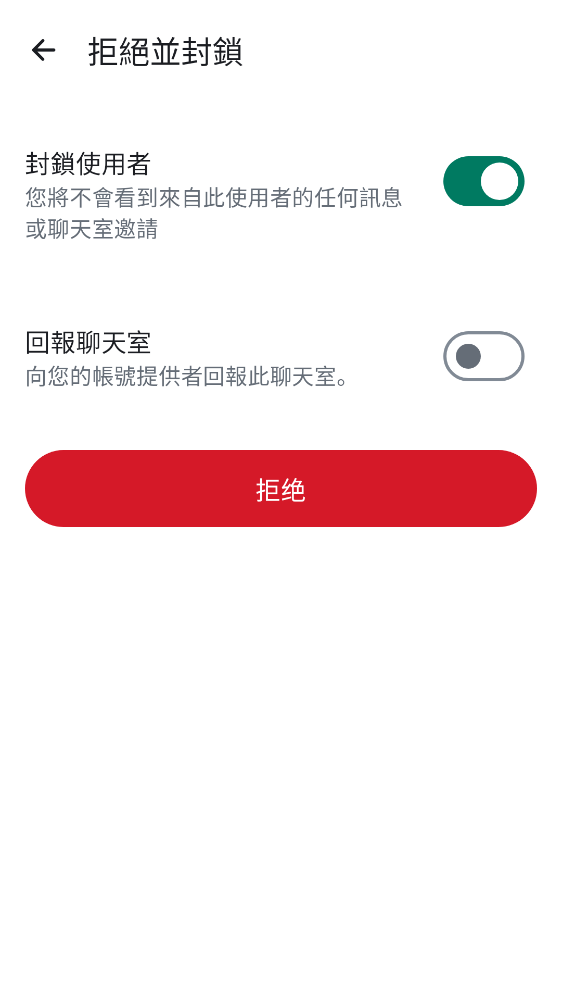 拒絕並封鎖
封鎖使用者
您將不會看到來自此使用者的任何訊息
或聊天室邀請
回報聊天室
向您的帳號提供者回報此聊天室。
拒绝